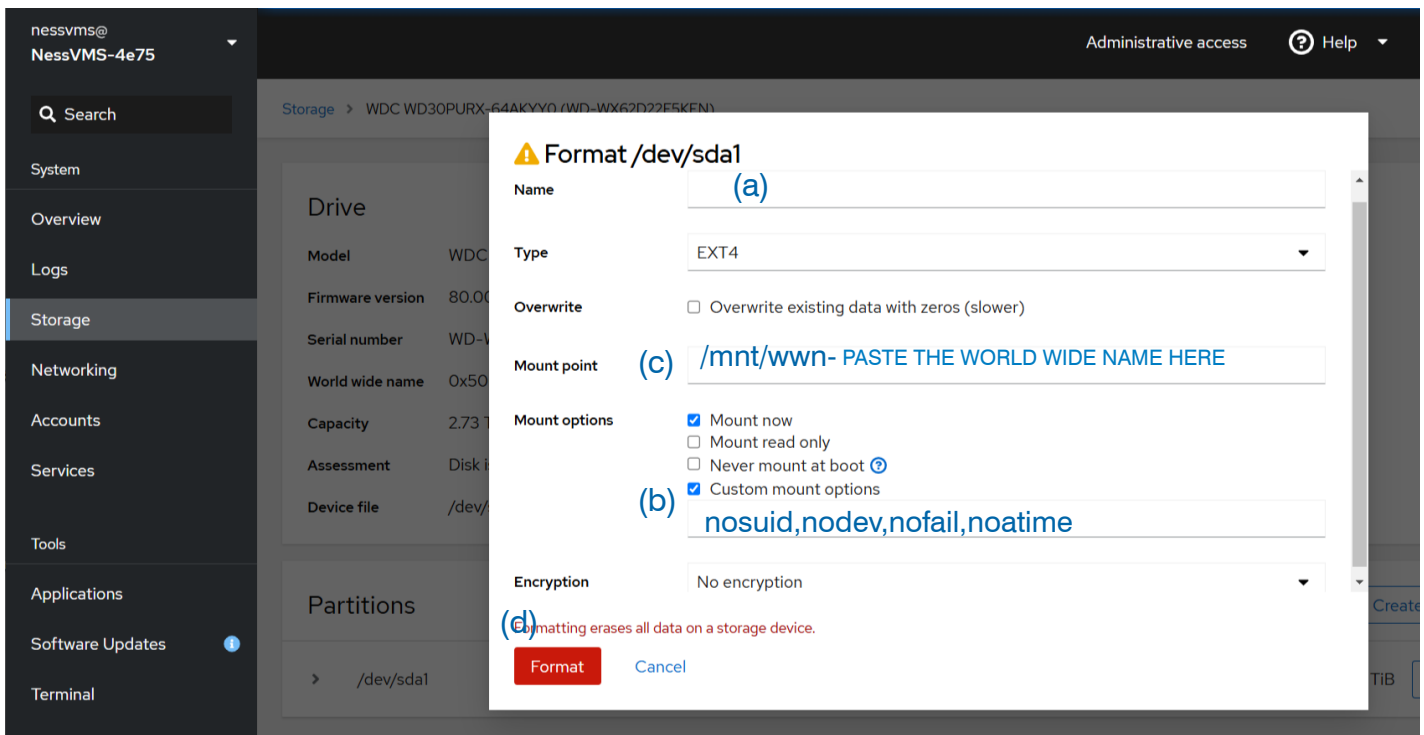 nessvms@
NessVMS-4e75
Administrative access
Help
Search
Storage > WDC WD30PURX-64AKYY0 (WD-WX62D22F5KFN)
System
Overview
Logs
Storage
Networking
Accounts
Services
Tools
Applications
Software Updates
Terminal
Drive
Model WDC
Firmware version 80.00
Serial number WD-W
World wide name 0x50
Capacity 2.73 T
Assessment Disk i
Device file /dev/
Partitions
Create
/dev/sda1
TiB
Format /dev/sda1
Name (a)
Type EXT4
Overwrite Overwrite existing data with zeros (slower)
Mount point (c) /mnt/wwn- PASTE THE WORLD WIDE NAME HERE
Mount options Mount now
Mount read only
Never mount at boot
Custom mount options
(b) nosuid,nodev,nofail,noatime
Encryption No encryption
(d)
Formatting erases all data on a storage device.
Format Cancel